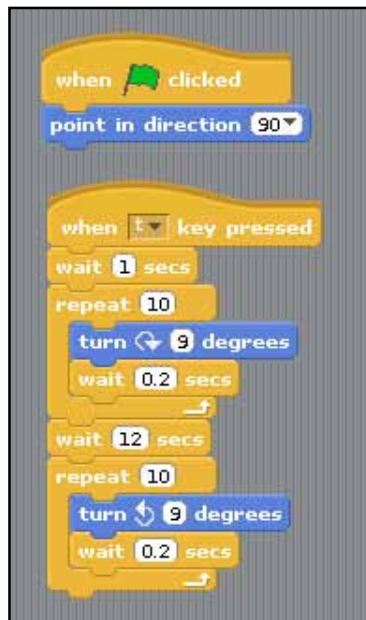 when clicked
point in direction 90
when t key pressed
wait 1 secs
repeat 10
turn 9 degrees
wait 0.2 secs
wait 12 secs
repeat 10
turn 9 degrees
wait 0.2 secs